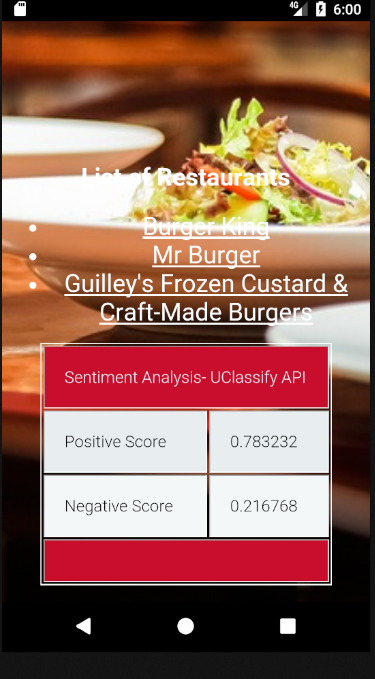 4G 6:00
List of Restaurants
Burger King
Mr Burger
Guilley's Frozen Custard &
Craft-Made Burgers
Sentiment Analysis- UClassify API
Positive Score 0.783232
Negative Score 0.216768